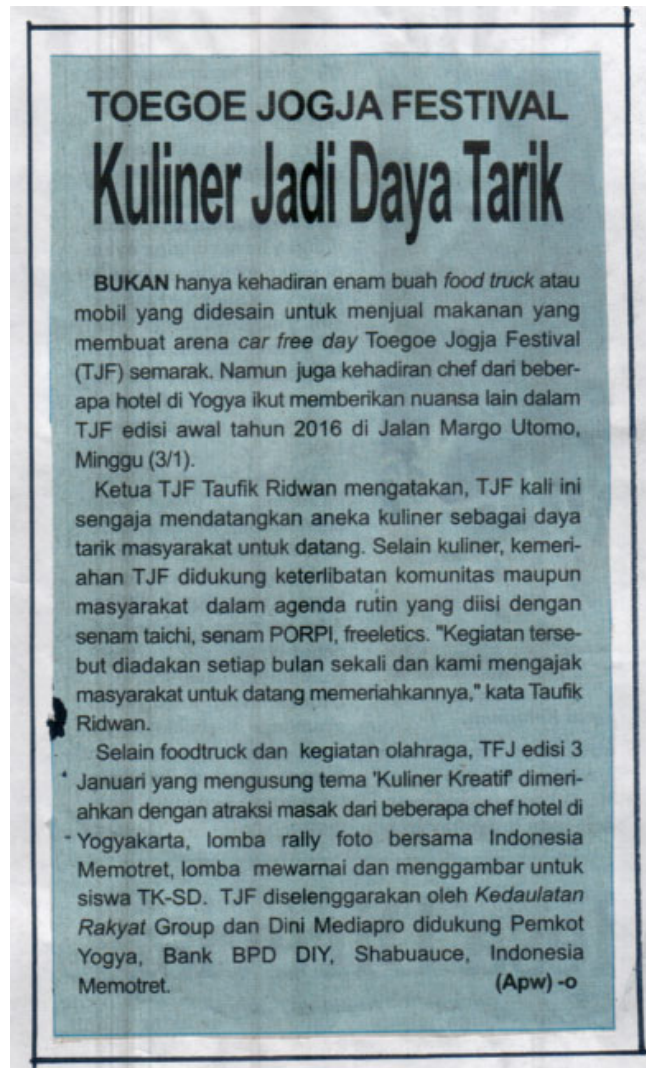 TOEGOE JOGJA FESTIVAL
Kuliner Jadi Daya Tarik
BUKAN hanya kehadiran enam buah food truck atau
mobil yang didesain untuk menjual makanan yang
membuat arena car free day Toegoe Jogja Festival
(TJF) semarak. Namun juga kehadiran chef dari beber-
apa hotel di Yogya ikut memberikan nuansa lain dalam
TJF edisi awal tahun 2016 di Jalan Margo Utomo,
Minggu (3/1).
Ketua TJF Taufik Ridwan mengatakan, TJF kali ini
sengaja mendatangkan aneka kuliner sebagai daya
tarik masyarakat untuk datang. Selain kuliner, kemeri-
ahan TJF didukung keterlibatan komunitas maupun
masyarakat dalam agenda rutin yang diisi dengan
senam taichi, senam PORPI, freeletics. "Kegiatan terse-
but diadakan setiap bulan sekali dan kami mengajak
masyarakat untuk datang memeriahkannya," kata Taufik
Ridwan.
Selain foodtruck dan kegiatan olahraga, TFJ edisi 3
Januari yang mengusung tema 'Kuliner Kreatif' dimeri-
ahkan dengan atraksi masak dari beberapa chef hotel di
Yogyakarta, lomba rally foto bersama Indonesia
Memotret, lomba mewarnai dan menggambar untuk
siswa TK-SD. TJF diselenggarakan oleh Kedaulatan
Rakyat Group dan Dini Mediapro didukung Pemkot
Yogya, Bank BPD DIY, Shabuauce, Indonesia
Memotret. (Apw) -o